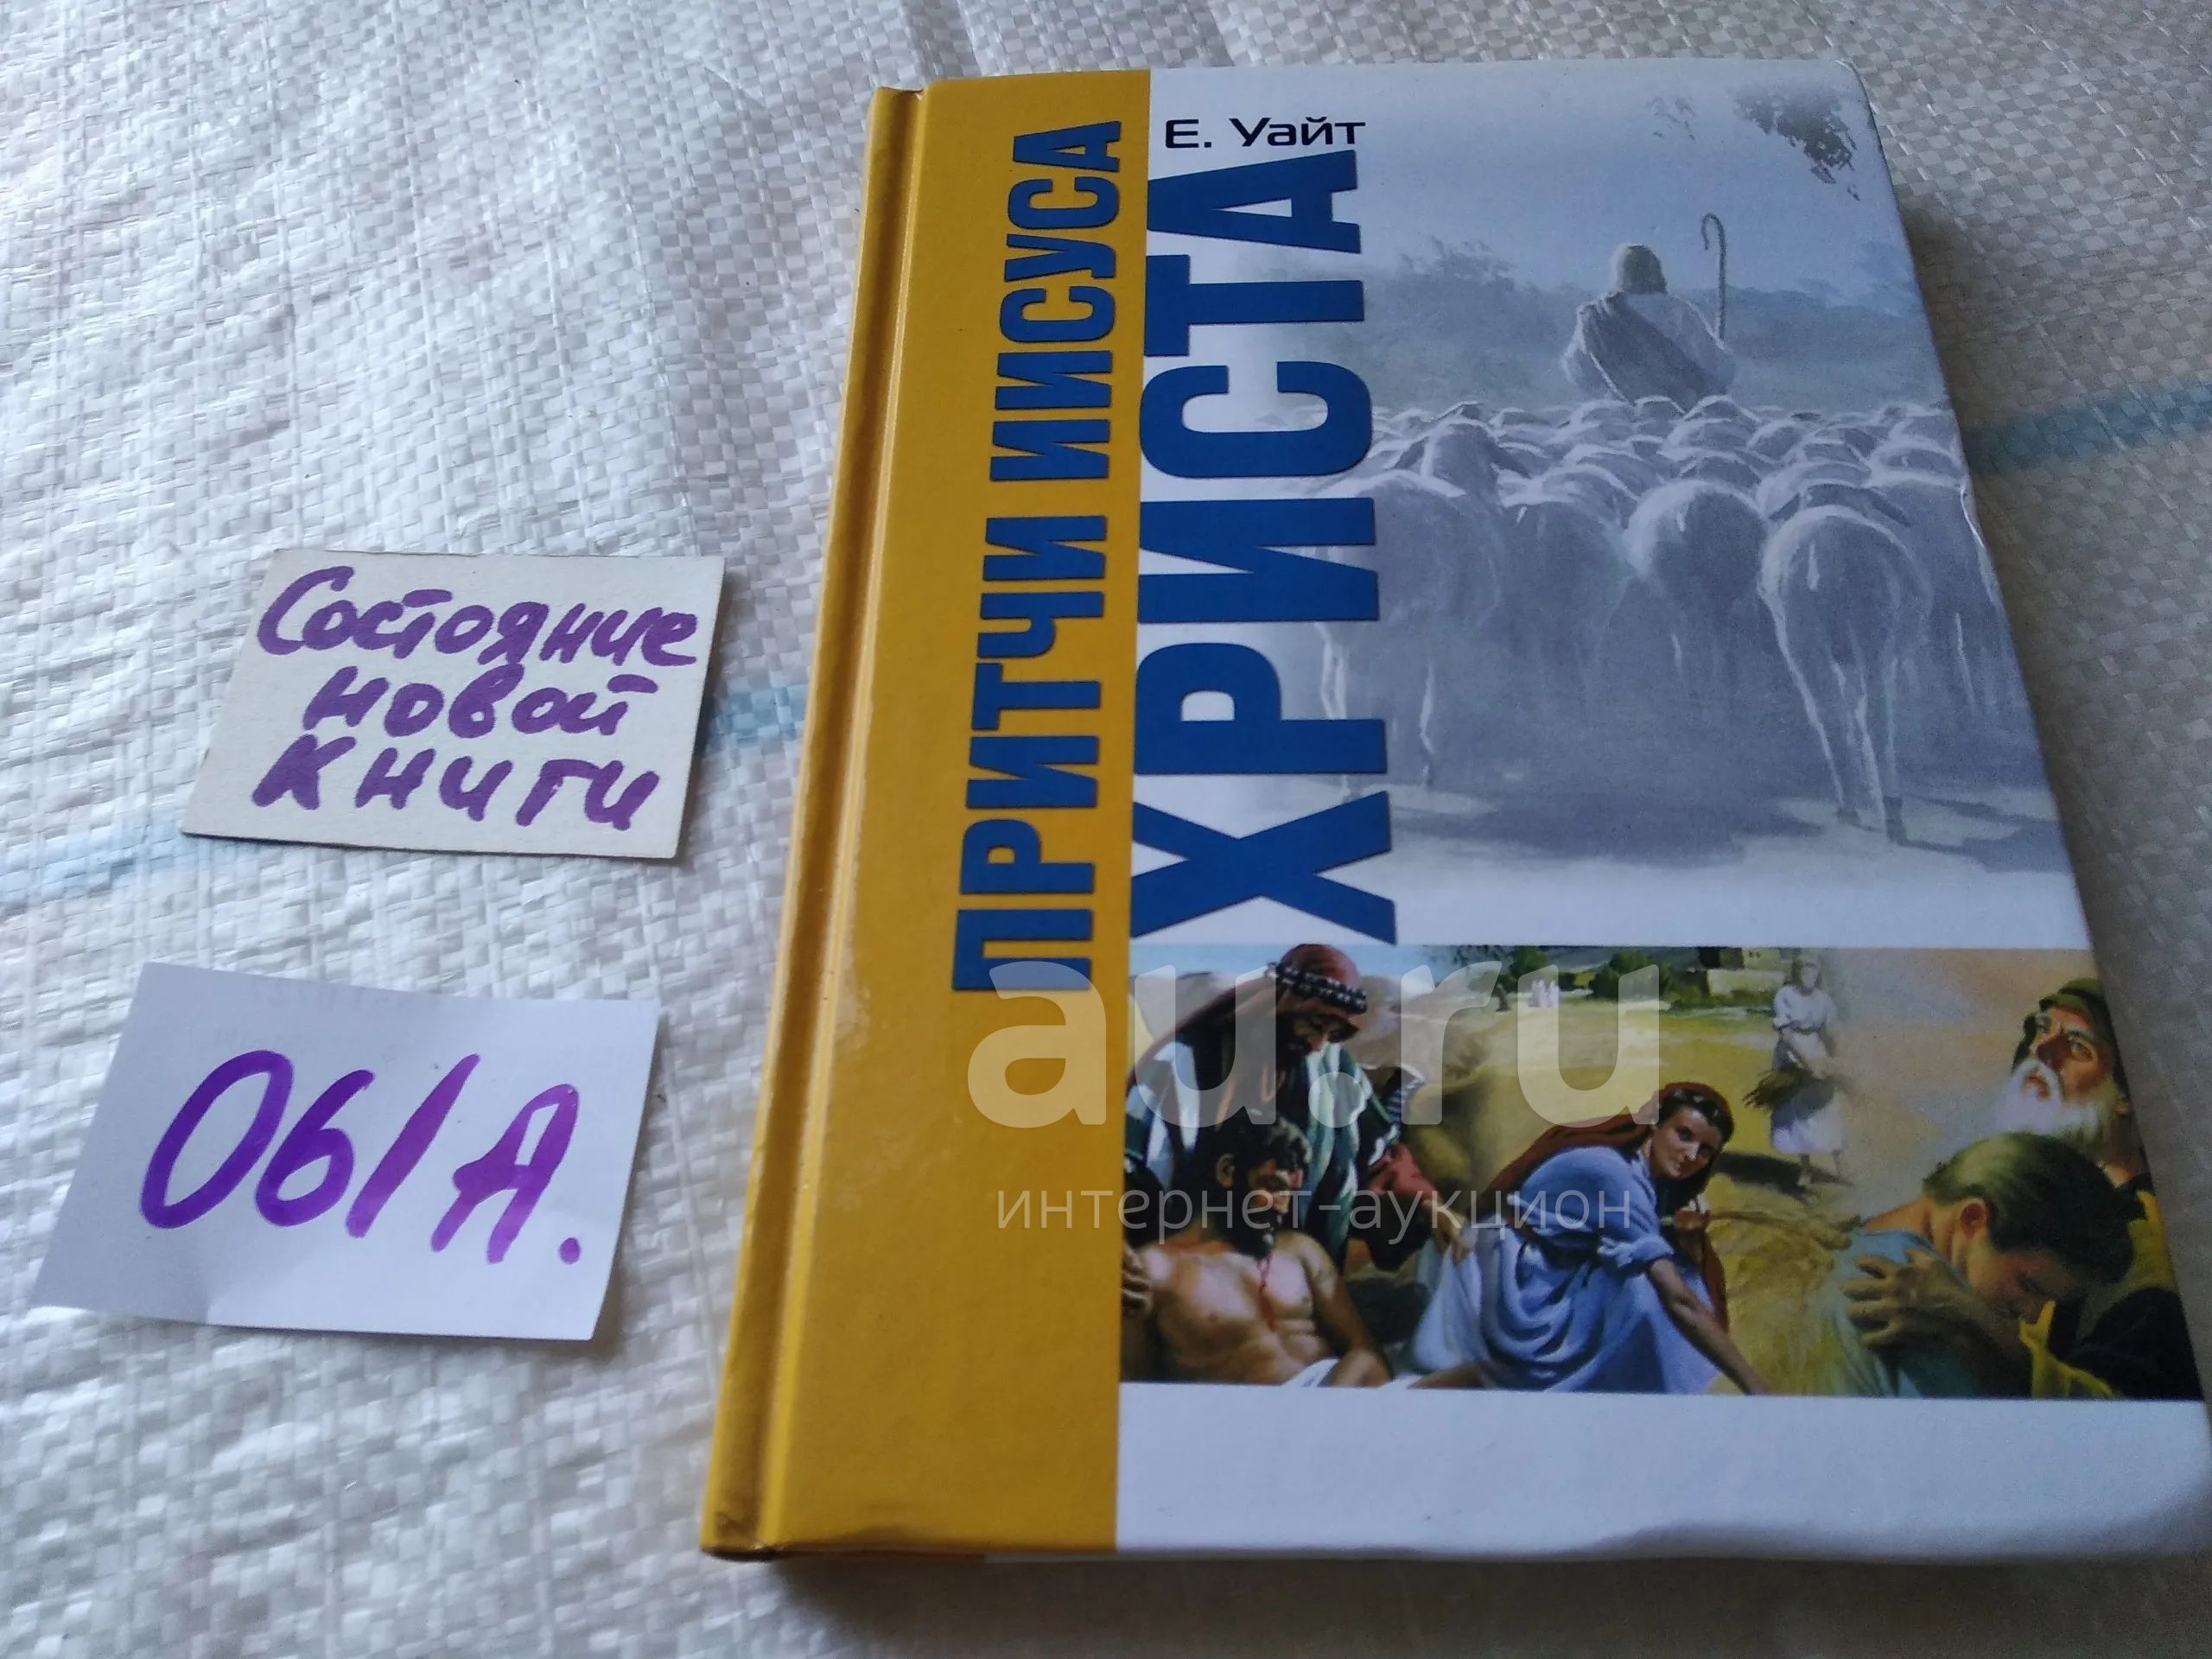 Е. Уайт
ПРИТЧИ ИИСУСА
ХРИСТА
Состояние
новой
книги
061А.
au.ru
интернет-аукцион